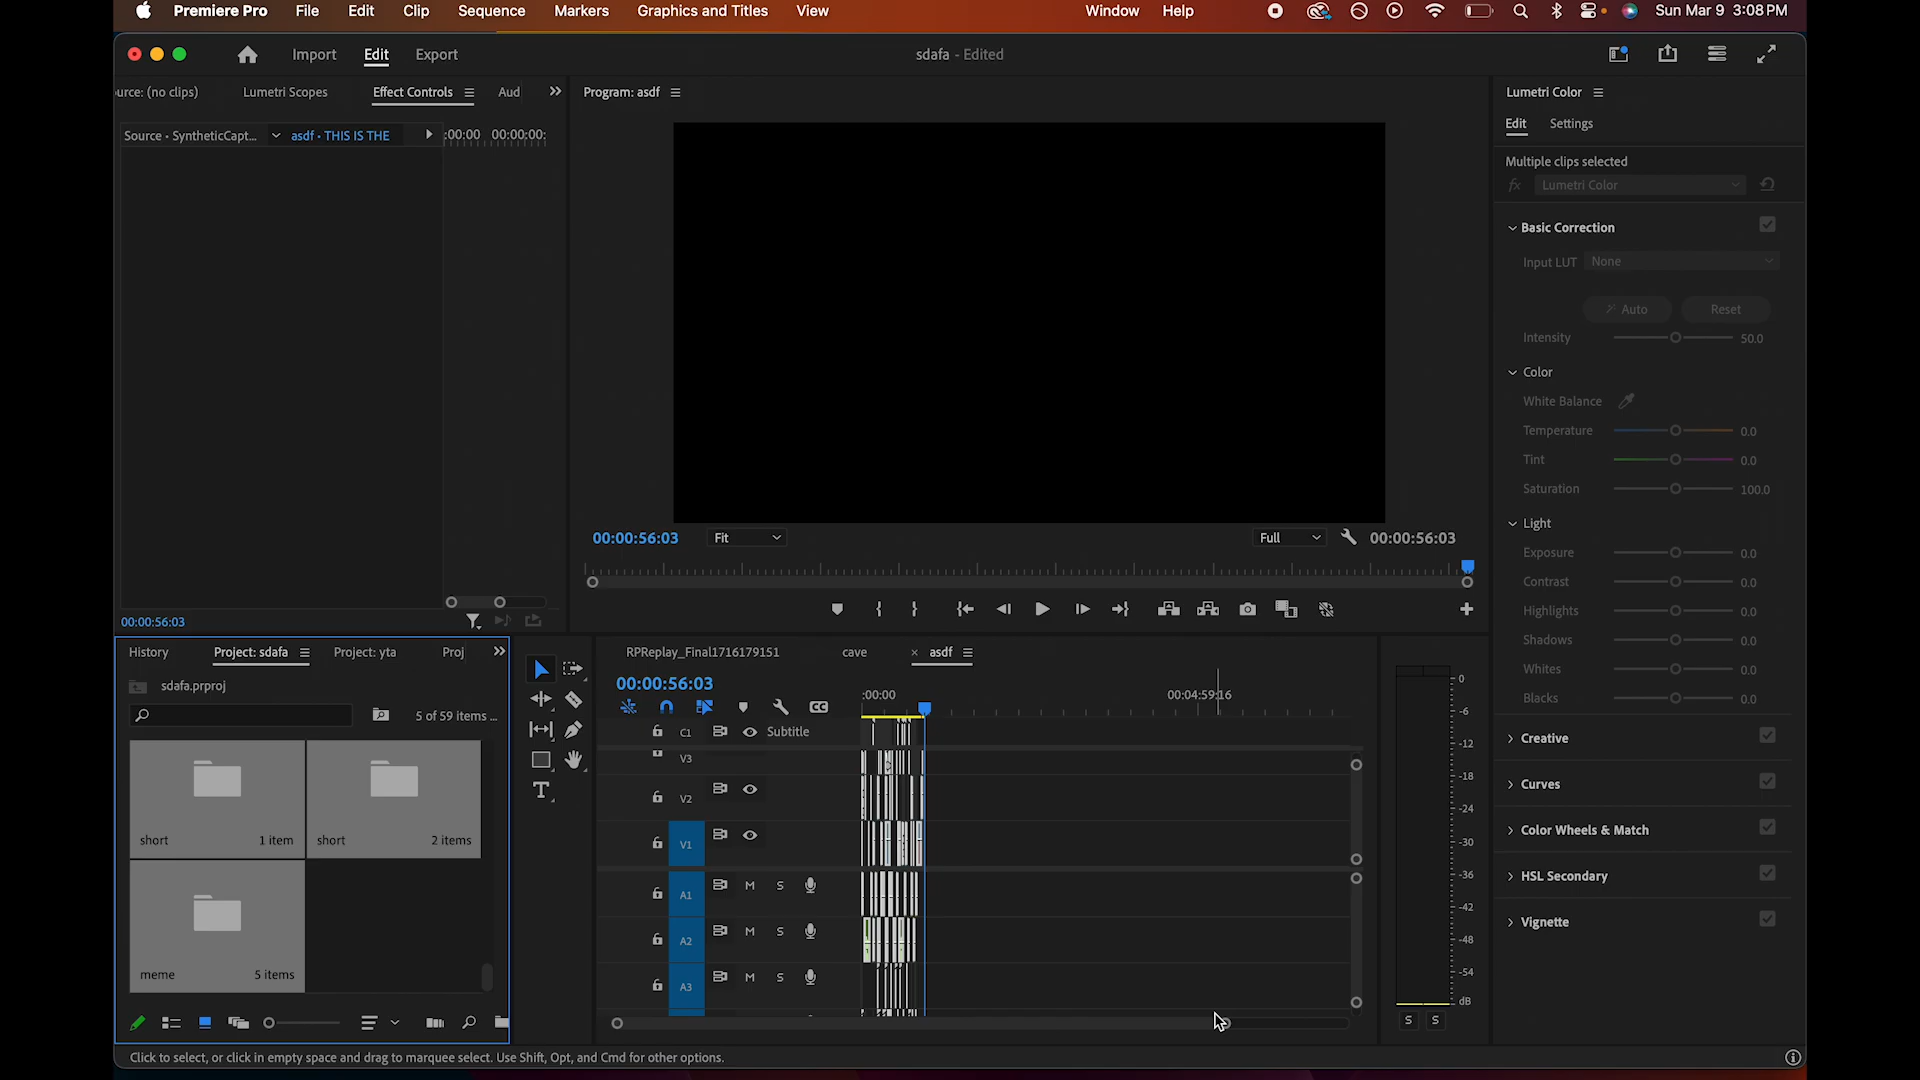 Premiere Pro File Edit Clip Sequence Markers Graphics and Titles View Window Help Sun Mar 9 3:08 PM
Import Edit Export sdafa - Edited
urce: (no clips) Lumetri Scopes Effect Controls Aud Program: asdf Lumetri Color
Edit Settings
Source • SyntheticCapt... asdf • THIS IS THE :00:00 00:00:00:
Multiple clips selected
fx Lumetri Color
Basic Correction
Input LUT None
Auto Reset
Intensity 50.0
Color
White Balance
Temperature 0.0
Tint 0.0
Saturation 100.0
Light
00:00:56:03 Fit Full 00:00:56:03
Exposure 0.0
Contrast 0.0
Highlights 0.0
Shadows 0.0
Whites 0.0
Blacks 0.0
Creative
Curves
Color Wheels & Match
HSL Secondary
Vignette
00:00:56:03
History Project: sdafa Project: yta Proj
sdafa.prproj
5 of 59 items ...
short 1 item short 2 items
meme 5 items
T
RPReplay_Final1716179151 cave × asdf
00:00:56:03 :00:00 00:04:59:16
CC
C1 Subtitle
V3
V2
V1
A1 M S
A2 M S
A3 M S
0
-6
-12
-18
-24
-30
-36
-42
-48
-54
dB
S S
Click to select, or click in empty space and drag to marquee select. Use Shift, Opt, and Cmd for other options.